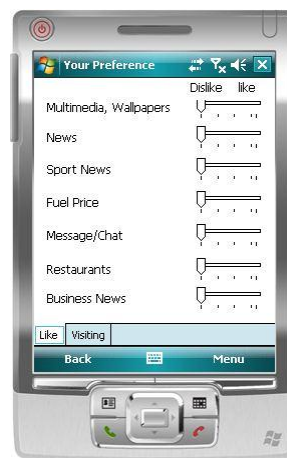 Your Preference
Dislike like
Multimedia, Wallpapers
News
Sport News
Fuel Price
Message/Chat
Restaurants
Business News
Like Visiting
Back Menu